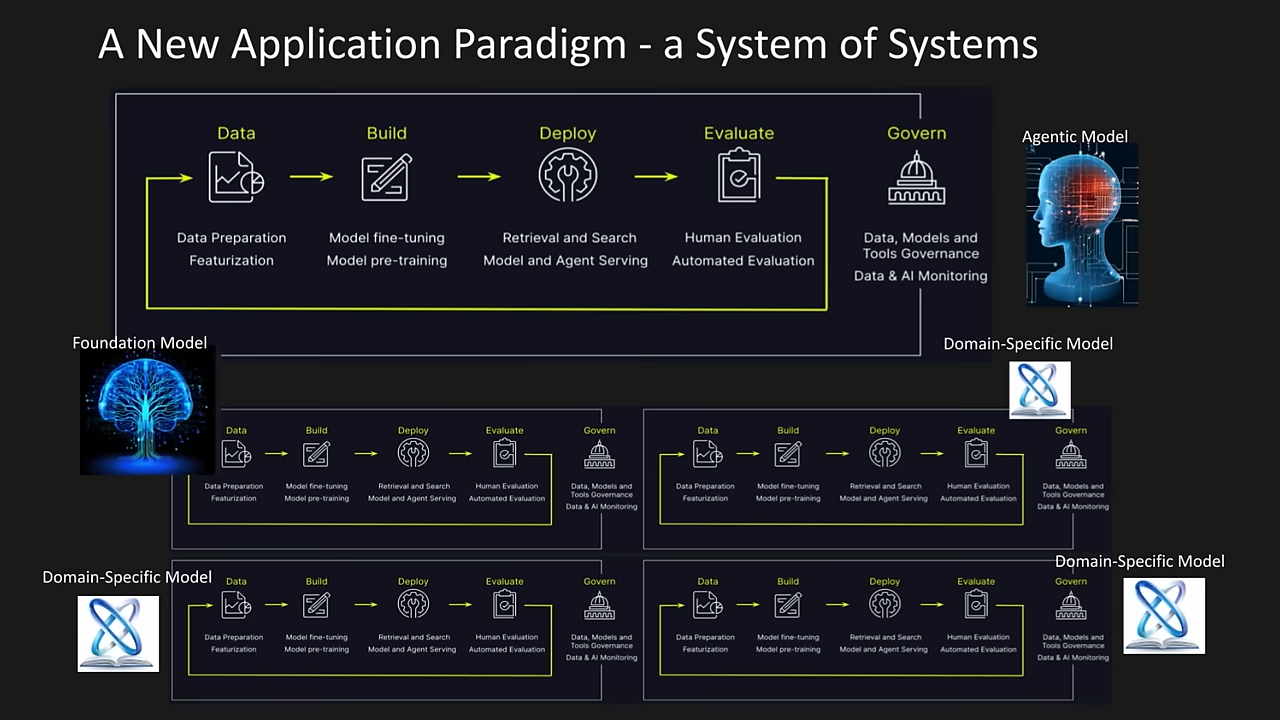 A New Application Paradigm - a System of Systems
Data
Build
Deploy
Evaluate
Govern
Agentic Model
Data Preparation
Featurization
Model fine-tuning
Model pre-training
Retrieval and Search
Model and Agent Serving
Human Evaluation
Automated Evaluation
Data, Models and
Tools Governance
Data & AI Monitoring
Foundation Model
Domain-Specific Model
Data
Build
Deploy
Evaluate
Govern
Data Preparation
Featurization
Model fine-tuning
Model pre-training
Retrieval and Search
Model and Agent Serving
Human Evaluation
Automated Evaluation
Data, Models and
Tools Governance
Data & AI Monitoring
Data
Build
Deploy
Evaluate
Govern
Data Preparation
Featurization
Model fine-tuning
Model pre-training
Retrieval and Search
Model and Agent Serving
Human Evaluation
Automated Evaluation
Data, Models and
Tools Governance
Data & AI Monitoring
Domain-Specific Model
Data
Build
Deploy
Evaluate
Govern
Data Preparation
Featurization
Model fine-tuning
Model pre-training
Retrieval and Search
Model and Agent Serving
Human Evaluation
Automated Evaluation
Data, Models and
Tools Governance
Data & AI Monitoring
Domain-Specific Model
Data
Build
Deploy
Evaluate
Govern
Data Preparation
Featurization
Model fine-tuning
Model pre-training
Retrieval and Search
Model and Agent Serving
Human Evaluation
Automated Evaluation
Data, Models and
Tools Governance
Data & AI Monitoring